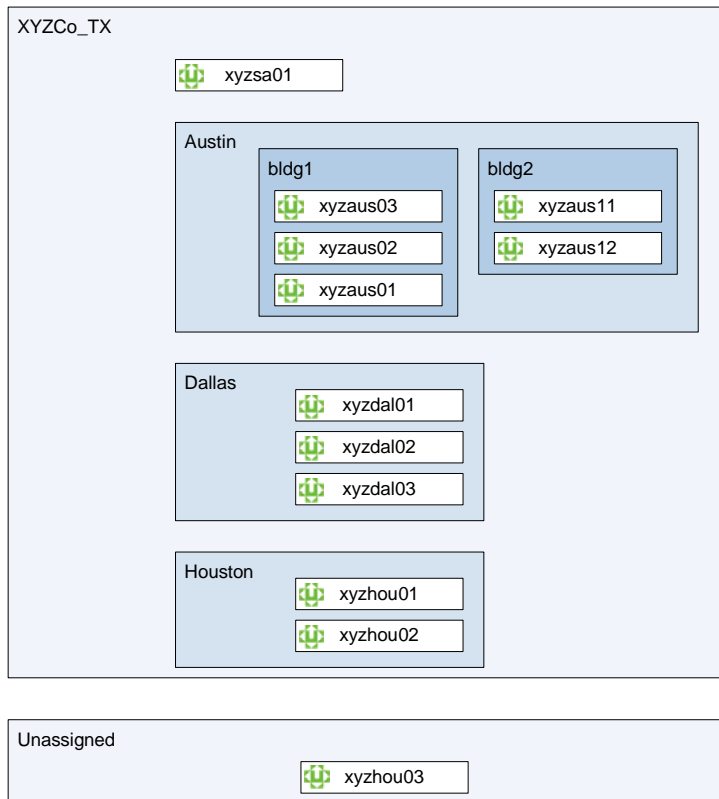 XYZCo_TX
xyzsa01
Austin
bldg1
xyzaus03
xyzaus02
xyzaus01
bldg2
xyzaus11
xyzaus12
Dallas
xyzdal01
xyzdal02
xyzdal03
Houston
xyzhou01
xyzhou02
Unassigned
xyzhou03